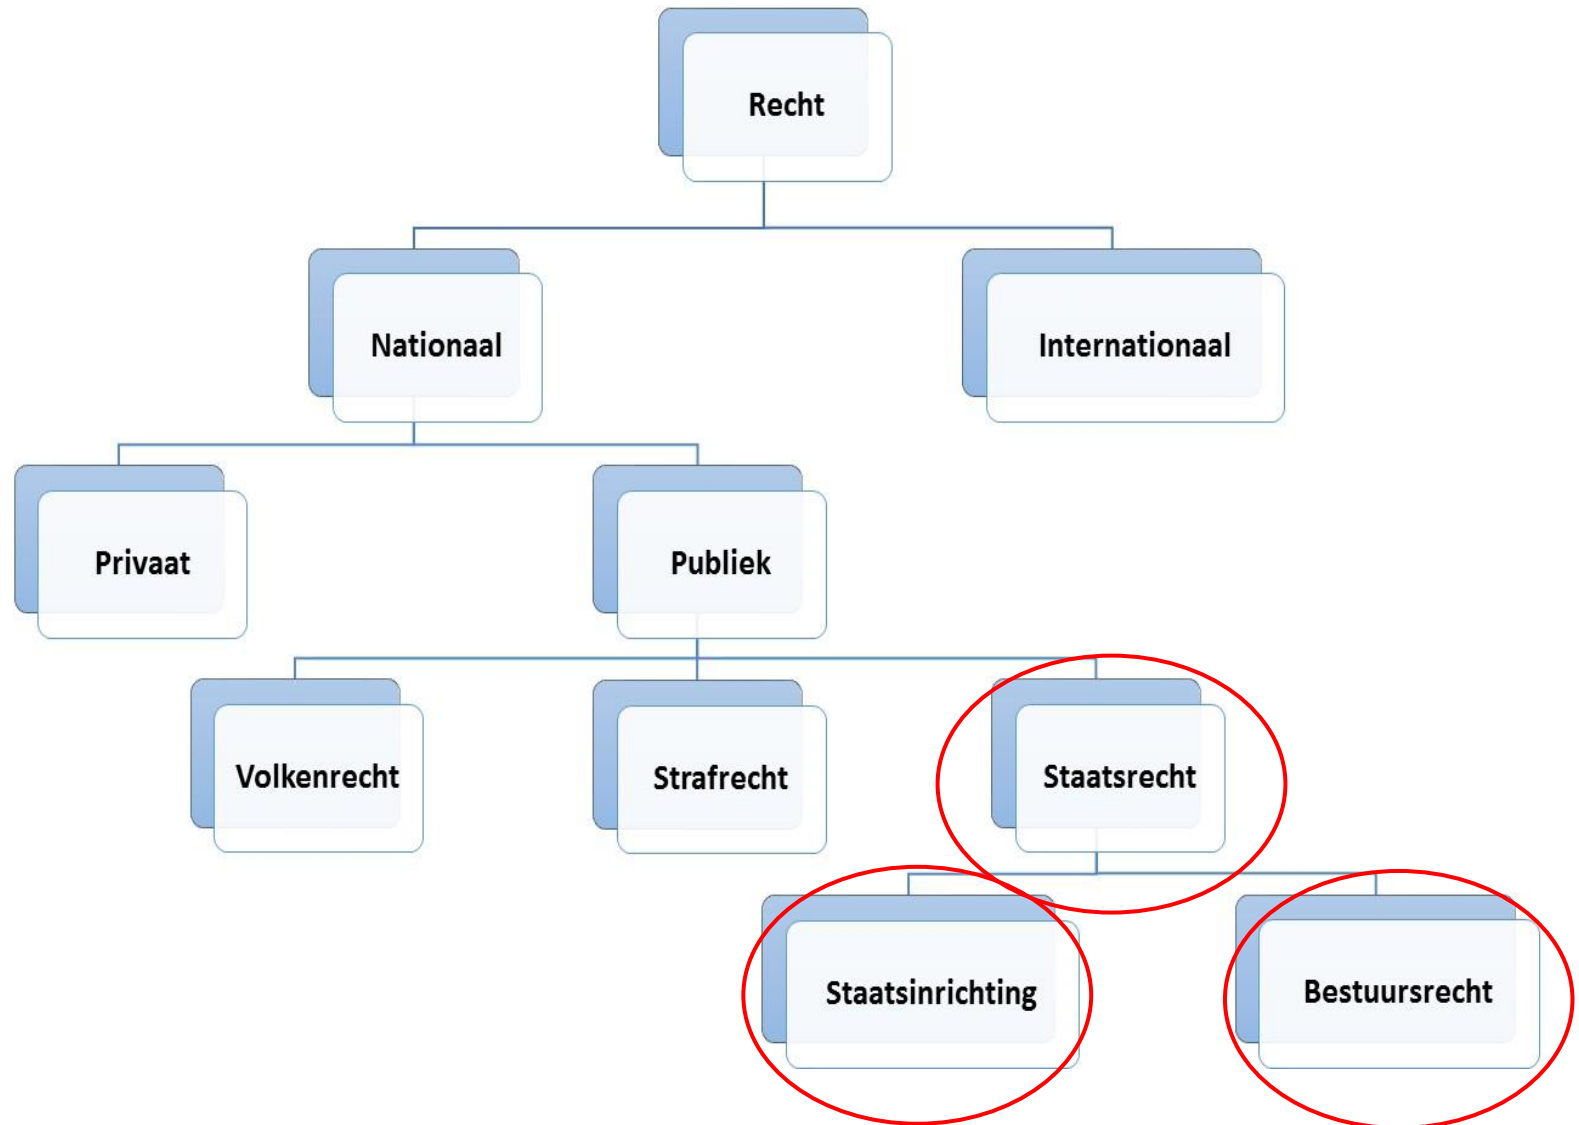 Recht
Nationaal
Internationaal
Privaat
Publiek
Volkenrecht
Strafrecht
Staatsrecht
Staatsinrichting
Bestuursrecht